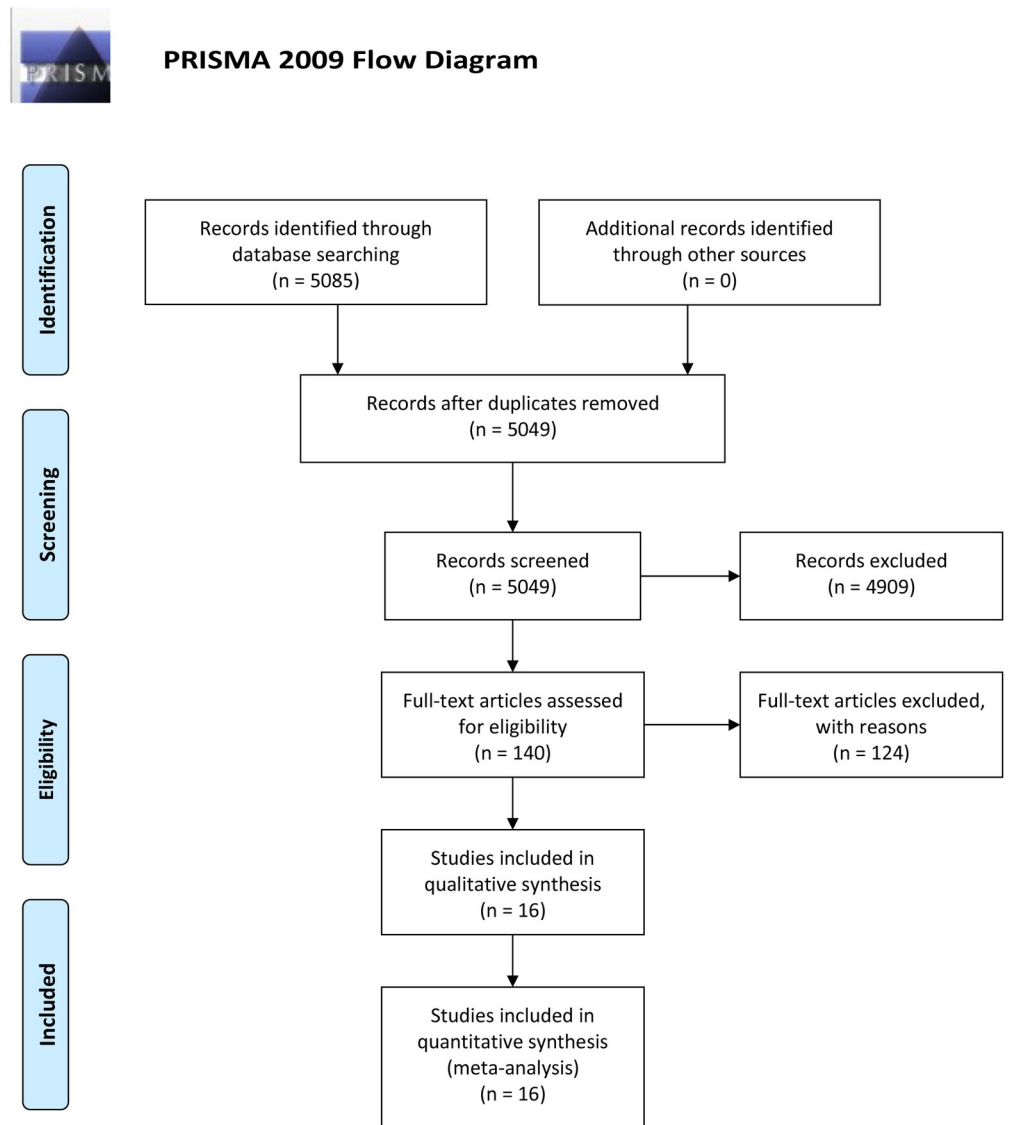 PRISM
PRISMA 2009 Flow Diagram
Identification
Records identified through
database searching
(n = 5085)
Additional records identified
through other sources
(n = 0)
Records after duplicates removed
(n = 5049)
Screening
Records screened
(n = 5049)
Records excluded
(n = 4909)
Eligibility
Full-text articles assessed
for eligibility
(n = 140)
Full-text articles excluded,
with reasons
(n = 124)
Studies included in
qualitative synthesis
(n = 16)
Included
Studies included in
quantitative synthesis
(meta-analysis)
(n = 16)